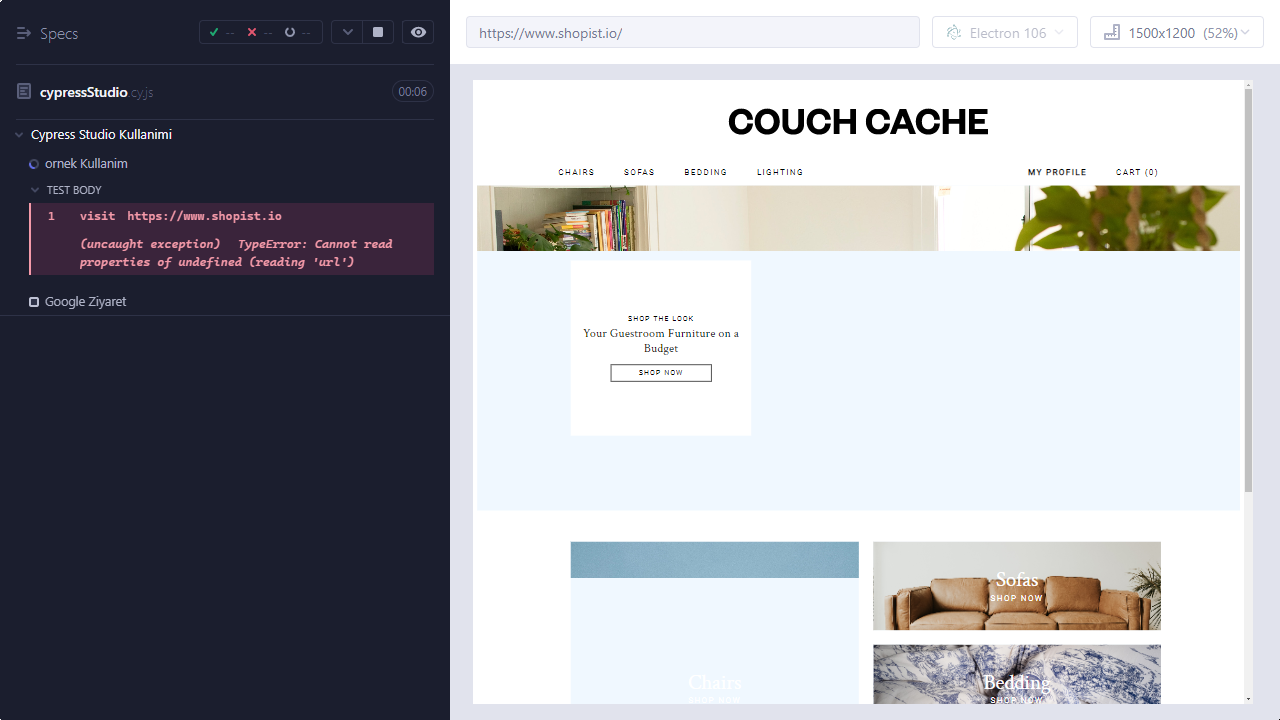 Specs
-- -- --
https://www.shopist.io/
Electron 106
1500x1200 (52%)
cypressStudio.cy.js
00:06
Cypress Studio Kullanimi
ornek Kullanim
TEST BODY
1 visit https://www.shopist.io
(uncaught exception) TypeError: Cannot read
properties of undefined (reading 'url')
Google Ziyaret
COUCH CACHE
CHAIRS SOFAS BEDDING LIGHTING MY PROFILE CART (0)
SHOP THE LOOK
Your Guestroom Furniture on a
Budget
SHOP NOW
Sofas
SHOP NOW
Chairs
SHOP NOW
Bedding
SHOP NOW